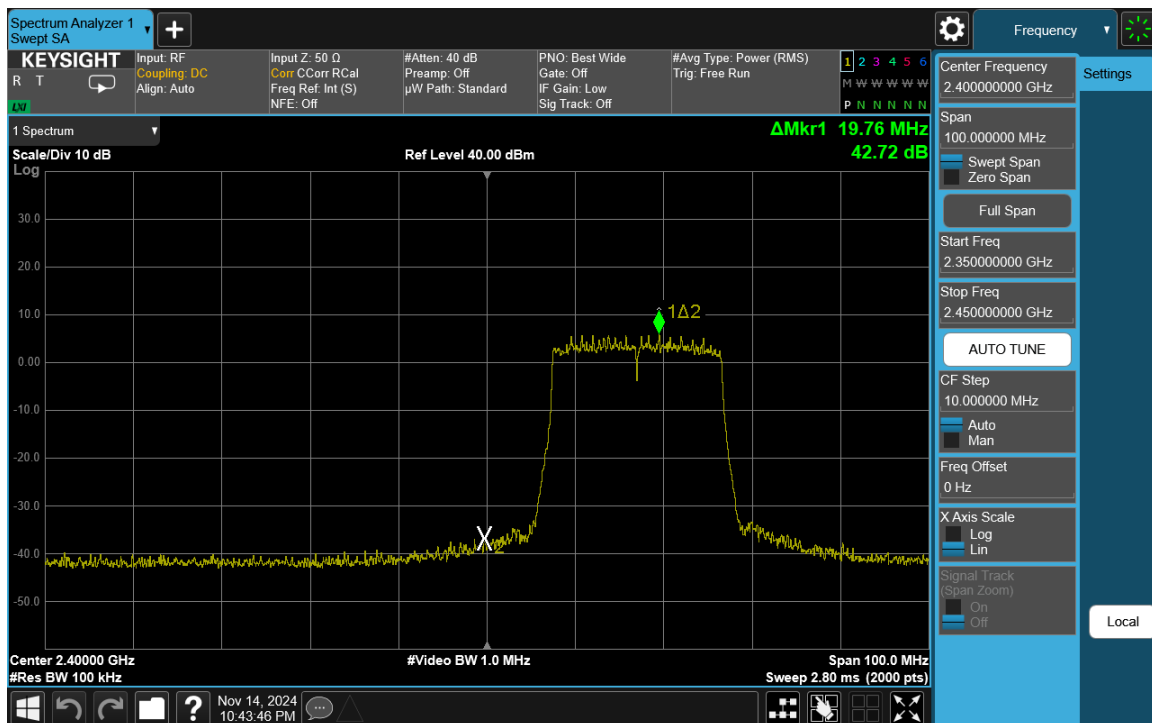 Spectrum Analyzer 1
Swept SA
+
Frequency
KEYSIGHT
R T
LXI
Input: RF
Coupling: DC
Align: Auto
Input Z: 50 Ω
Corr CCorr RCal
Freq Ref: Int (S)
NFE: Off
#Atten: 40 dB
Preamp: Off
µW Path: Standard
PNO: Best Wide
Gate: Off
IF Gain: Low
Sig Track: Off
#Avg Type: Power (RMS)
Trig: Free Run
1 2 3 4 5 6
M W W W W W
P N N N N N
1 Spectrum
Scale/Div 10 dB
Log
Ref Level 40.00 dBm
ΔMkr1 19.76 MHz
42.72 dB
30.0
20.0
10.0
0.00
-10.0
-20.0
-30.0
-40.0
-50.0
1Δ2
X2
Center 2.40000 GHz
#Res BW 100 kHz
#Video BW 1.0 MHz
Span 100.0 MHz
Sweep 2.80 ms (2000 pts)
Center Frequency
2.400000000 GHz
Settings
Span
100.000000 MHz
Swept Span
Zero Span
Full Span
Start Freq
2.350000000 GHz
Stop Freq
2.450000000 GHz
AUTO TUNE
CF Step
10.000000 MHz
Auto
Man
Freq Offset
0 Hz
X Axis Scale
Log
Lin
Signal Track
(Span Zoom)
On
Off
Local
?
Nov 14, 2024
10:43:46 PM